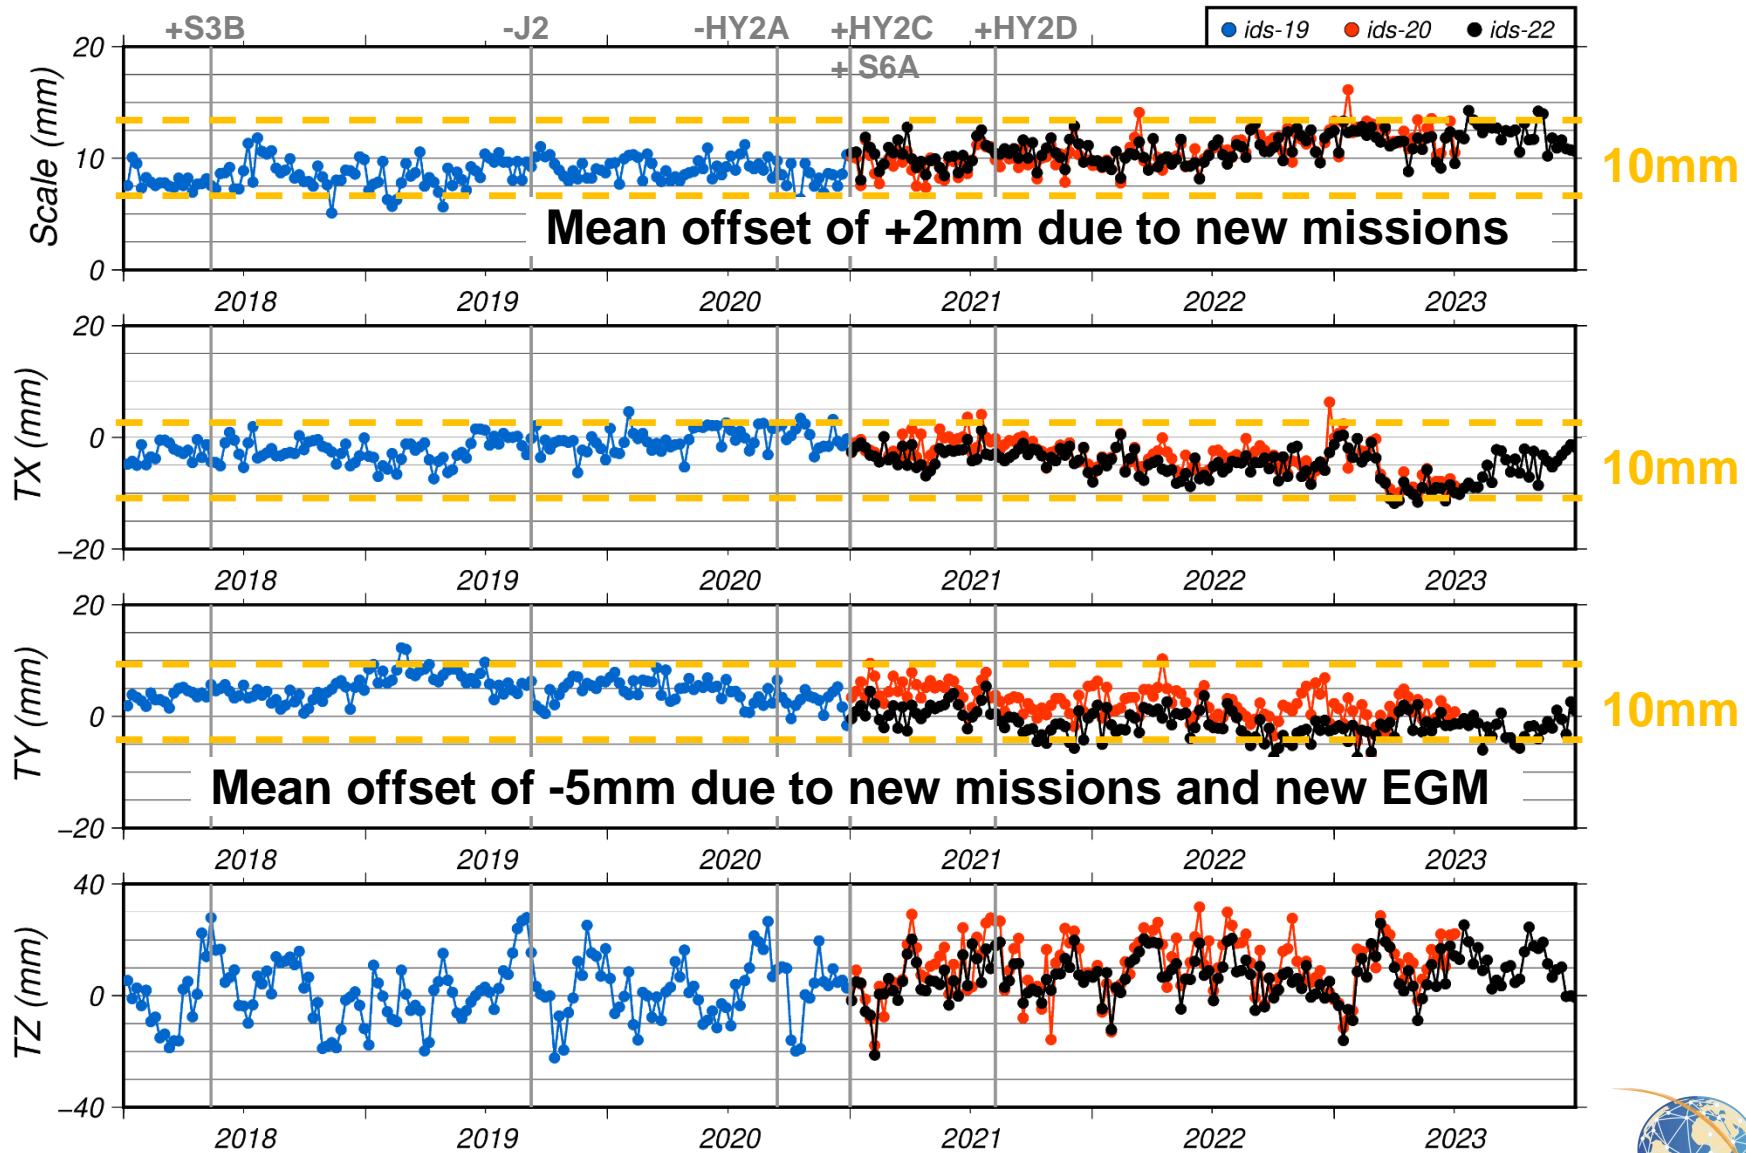 +S3B -J2 -HY2A +HY2C +HY2D
+ S6A
ids-19 ids-20 ids-22
Scale (mm)
20
10
0
10mm
Mean offset of +2mm due to new missions
2018 2019 2020 2021 2022 2023
TX (mm)
20
0
−20
10mm
2018 2019 2020 2021 2022 2023
TY (mm)
20
0
−20
10mm
Mean offset of -5mm due to new missions and new EGM
2018 2019 2020 2021 2022 2023
TZ (mm)
40
0
−40
2018 2019 2020 2021 2022 2023